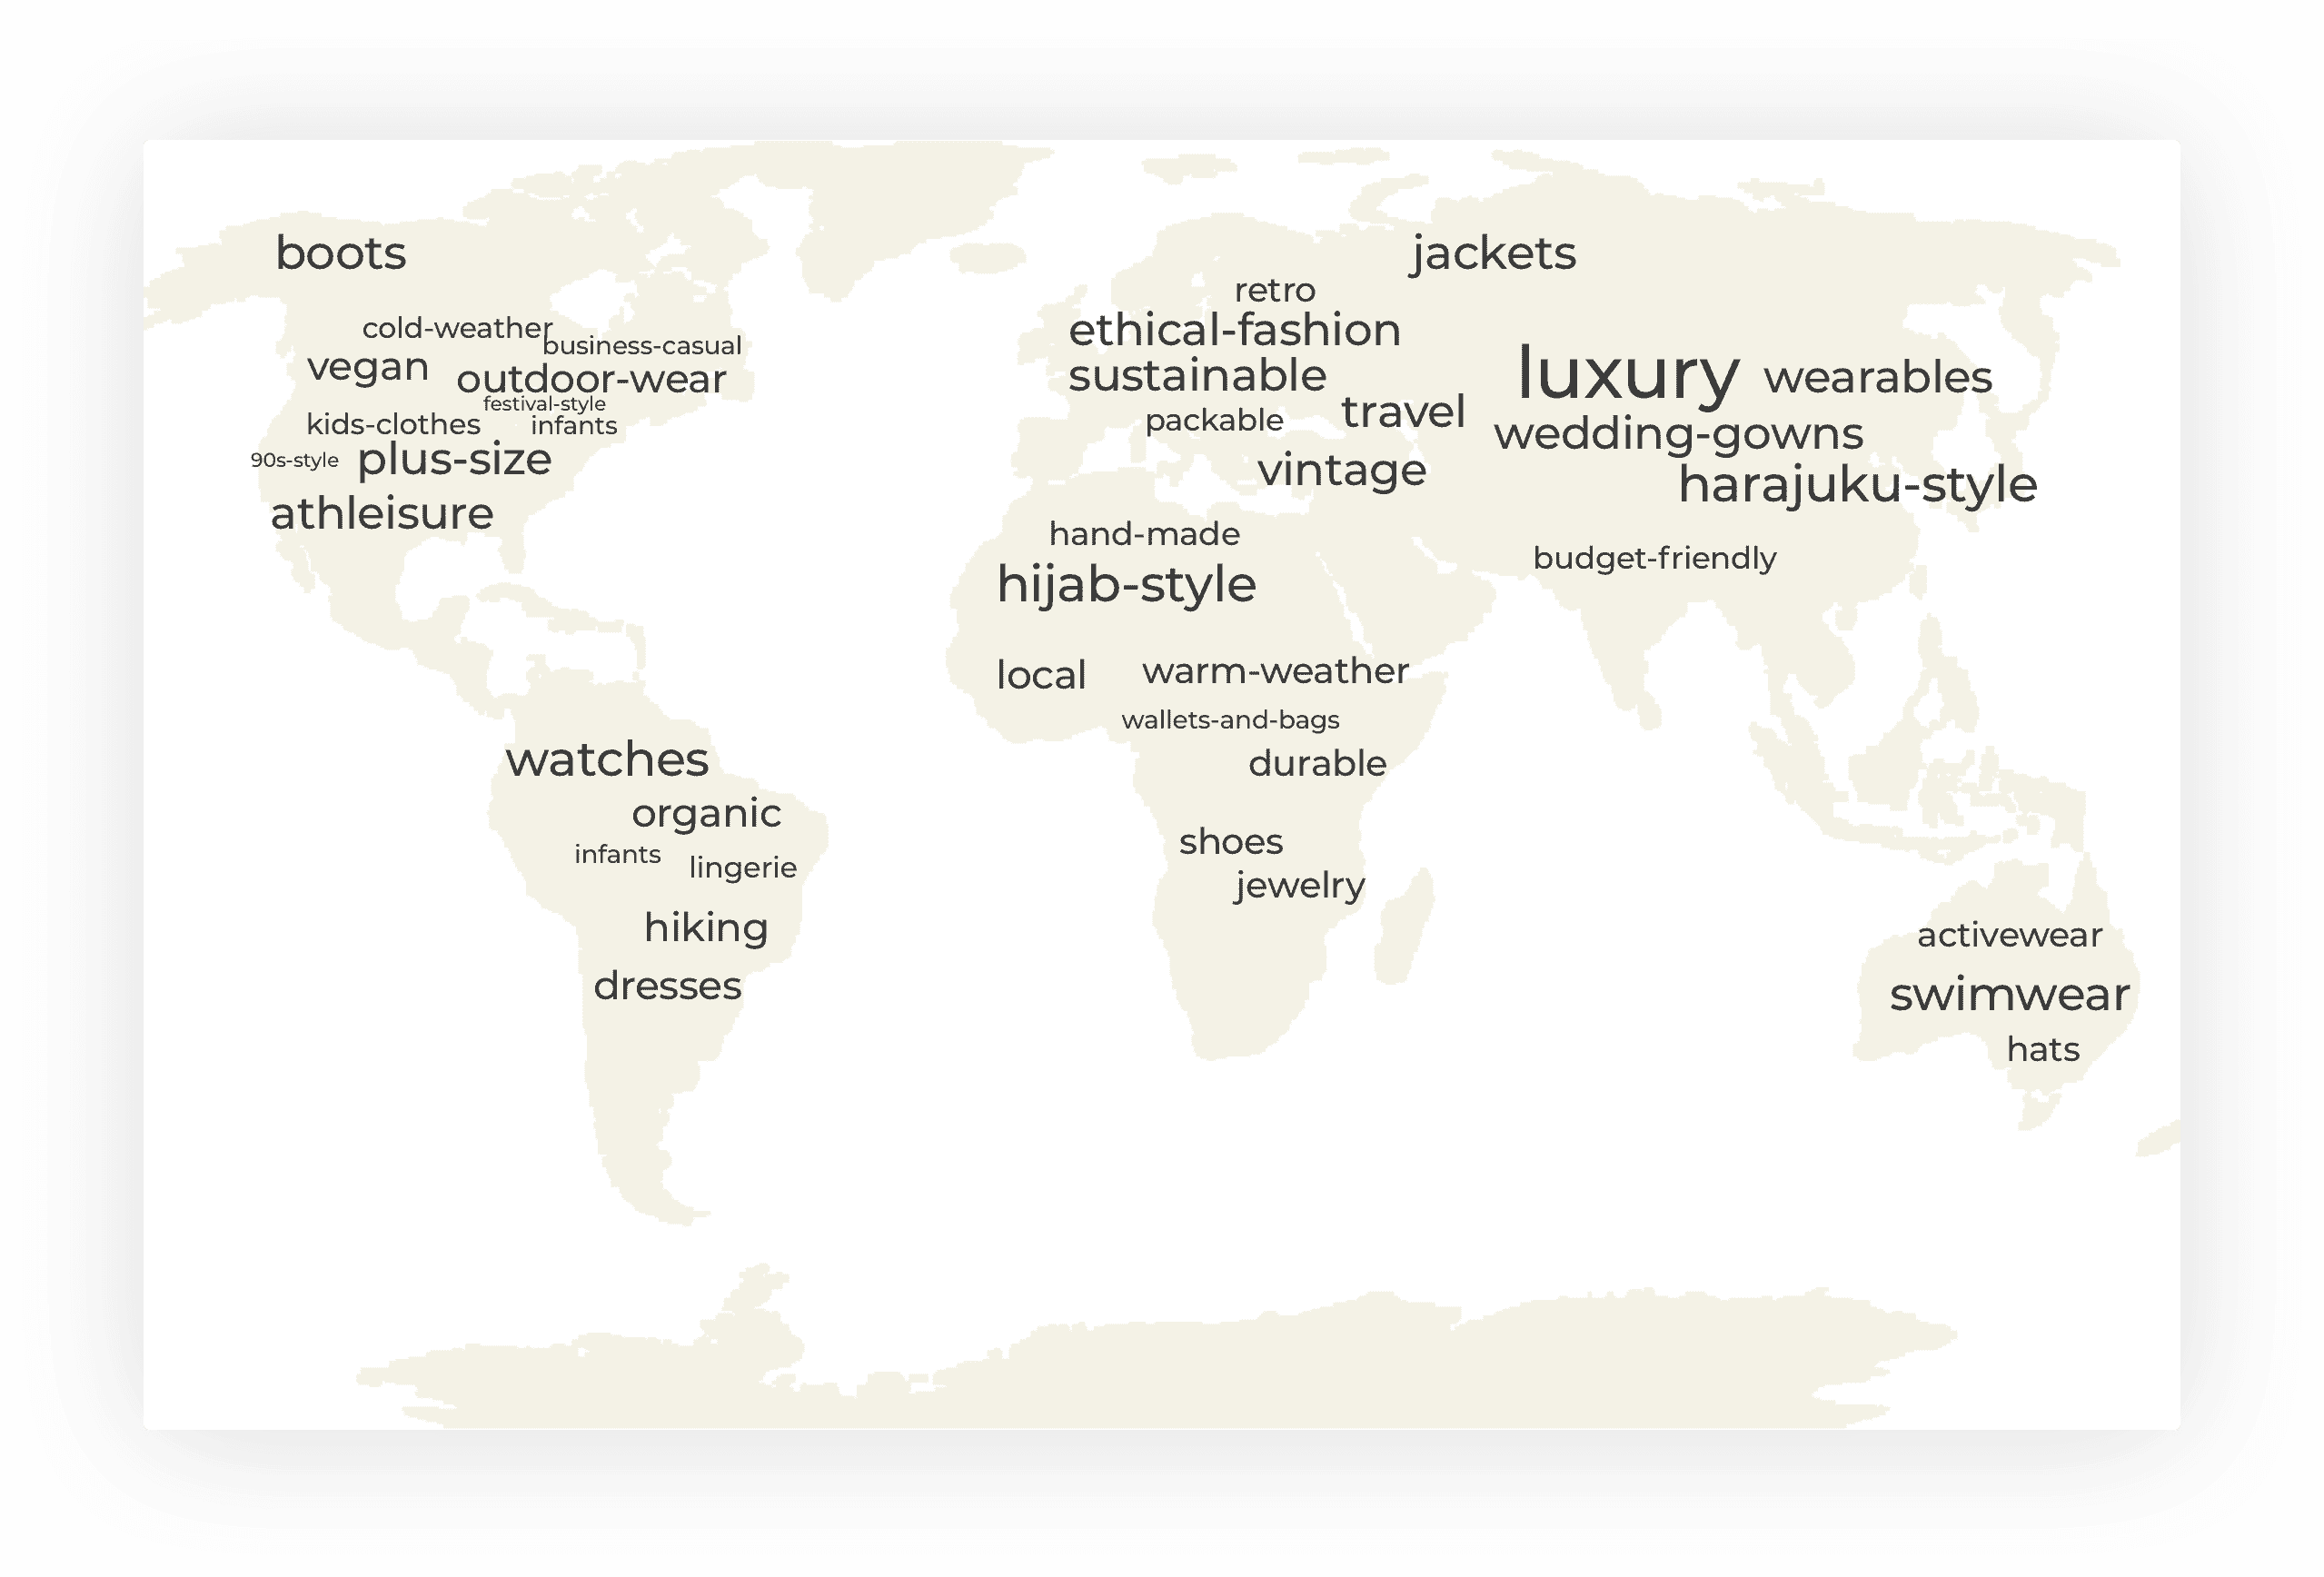 boots
jackets
retro
cold-weather
ethical-fashion
business-casual
vegan
outdoor-wear
sustainable
luxury
wearables
festival-style
kids-clothes
infants
packable
travel
wedding-gowns
90s-style
plus-size
vintage
harajuku-style
athleisure
hand-made
budget-friendly
hijab-style
local
warm-weather
wallets-and-bags
watches
durable
organic
shoes
infants
lingerie
jewelry
hiking
activewear
dresses
swimwear
hats